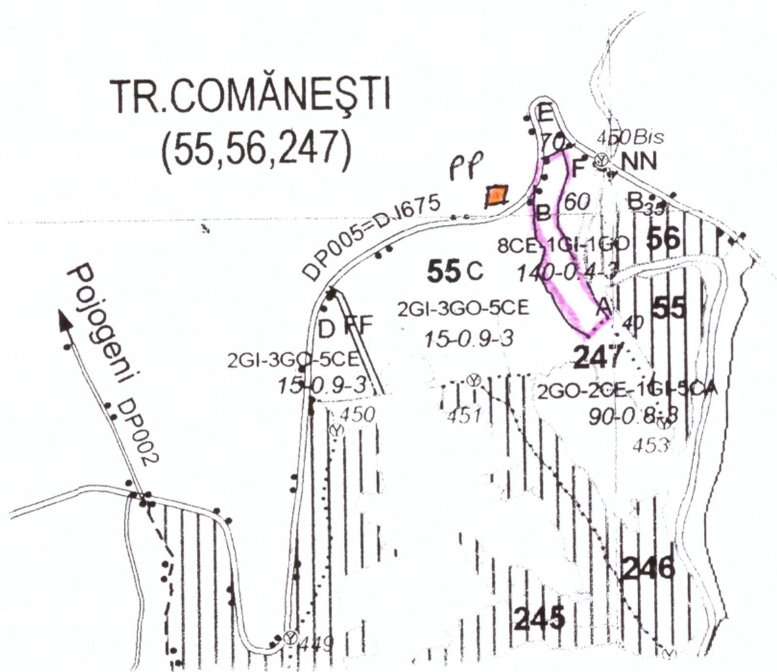 TR.COMĂNEŞTI
(55,56,247)
E
70
450Bis
PP
F
NN
DP005=DJ675
B
60
B
35
56
8CE-1GI-1GO
140-0.4-3
55 C
Pojogeni
2GI-3GO-5CE
15-0.9-3
A
40
55
D
FF
247
2GI-3GO-5CE
15-0.9-3
2GO-2CE-1GI-5CA
90-0.8-3
DP002
450
451
453
246
245
449